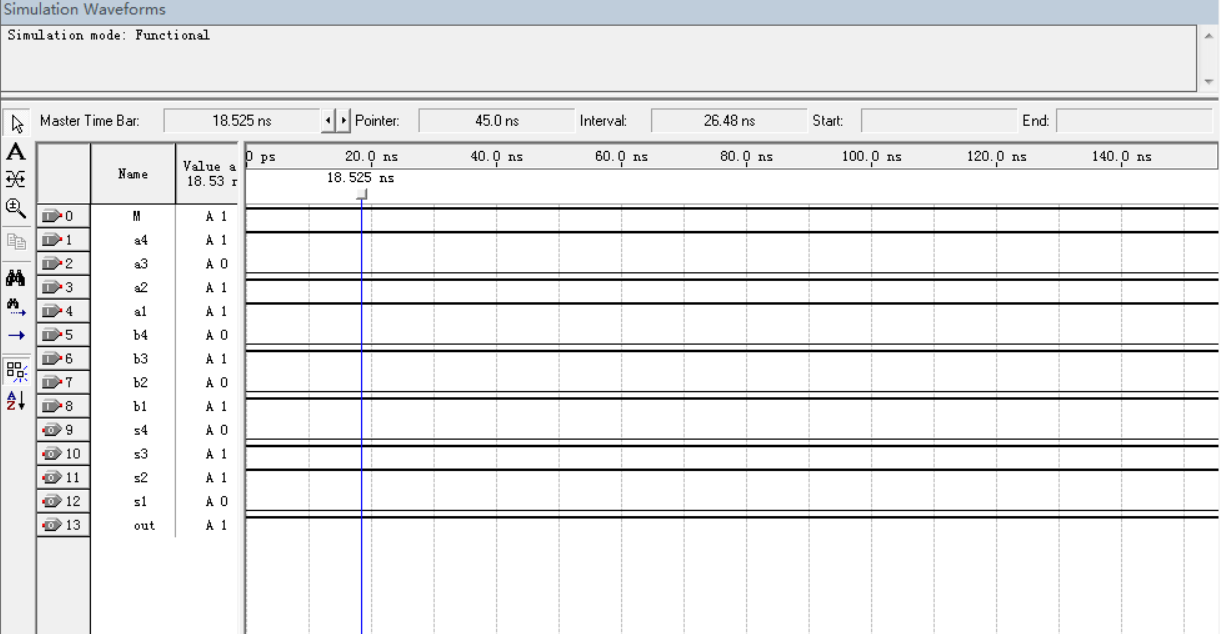 Simulation Waveforms
Simulation mode: Functional
Master Time Bar: 18.525 ns Pointer: 45.0 ns Interval: 26.48 ns Start: End:
Name Value a 18.53 r
0 ps 20.0 ns 40.0 ns 60.0 ns 80.0 ns 100.0 ns 120.0 ns 140.0 ns
18.525 ns
0 M A 1
1 a4 A 1
2 a3 A 0
3 a2 A 1
4 a1 A 1
5 b4 A 0
6 b3 A 1
7 b2 A 0
8 b1 A 1
9 s4 A 0
10 s3 A 1
11 s2 A 1
12 s1 A 0
13 out A 1